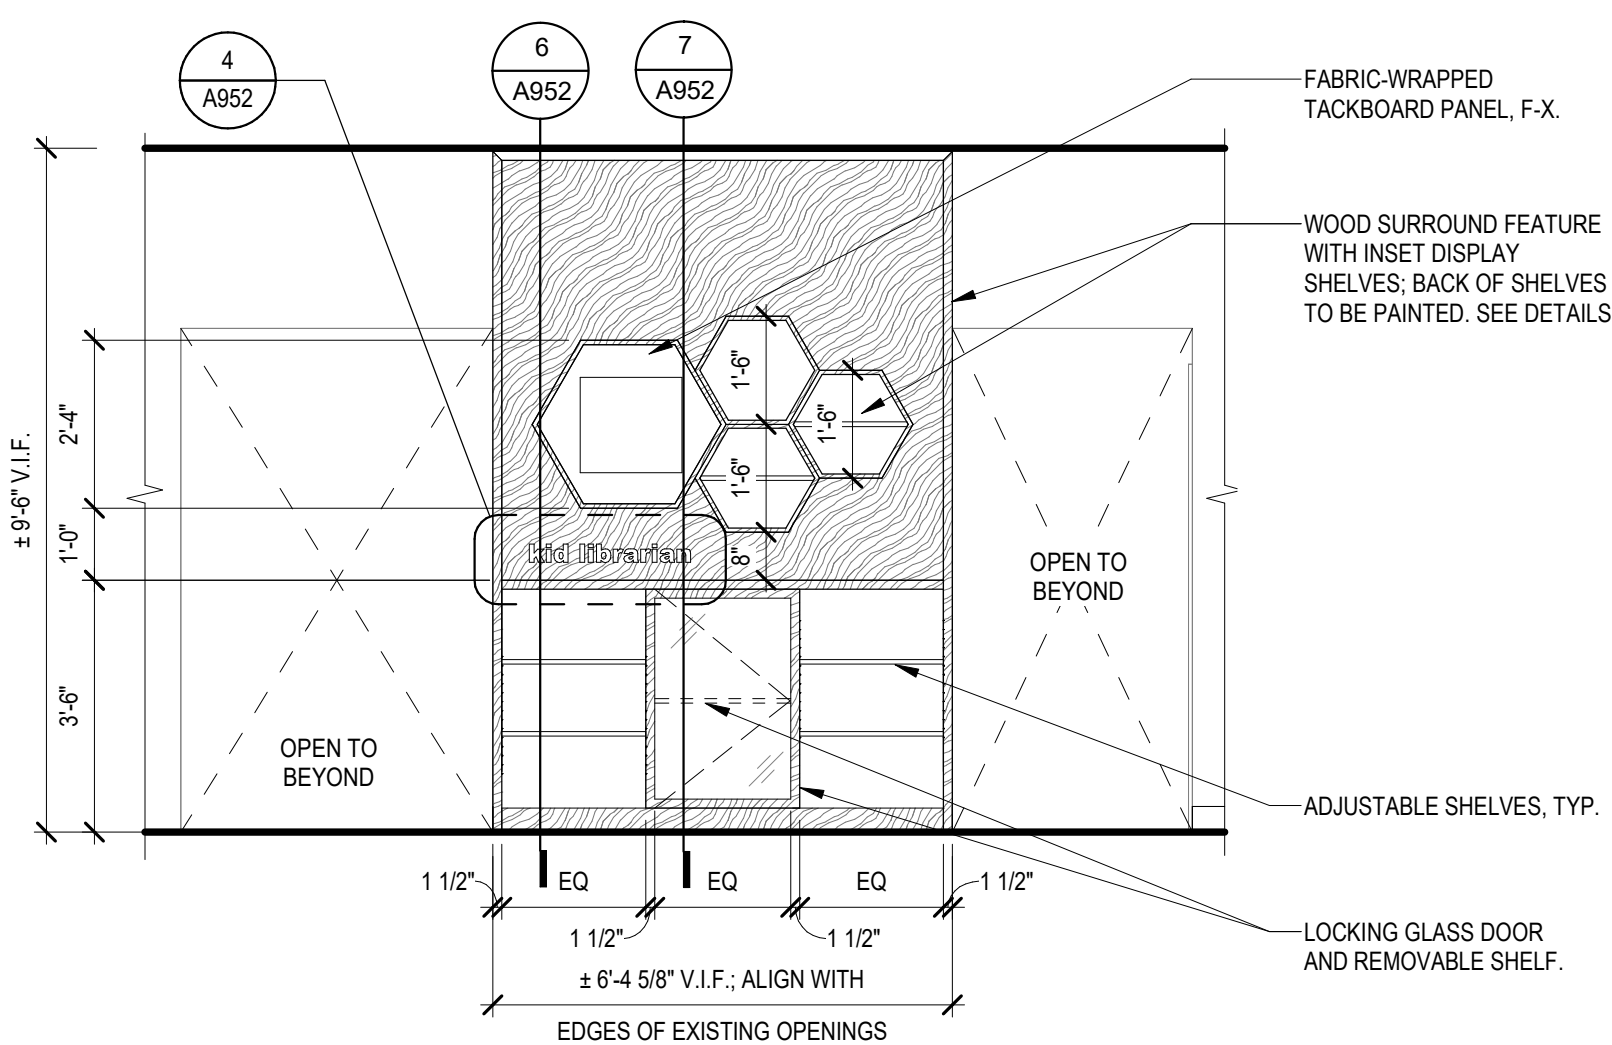 4
A952
6
A952
7
A952
FABRIC-WRAPPED
TACKBOARD PANEL, F-X.
WOOD SURROUND FEATURE
WITH INSET DISPLAY
SHELVES; BACK OF SHELVES
TO BE PAINTED. SEE DETAILS
± 9'-6" V.I.F.
2'-4"
1'-0"
3'-6"
1'-6"
1'-6"
1'-6"
8"
kid librarian
OPEN TO
BEYOND
OPEN TO
BEYOND
ADJUSTABLE SHELVES, TYP.
LOCKING GLASS DOOR
AND REMOVABLE SHELF.
1 1/2"
EQ
EQ
EQ
1 1/2"
1 1/2"
1 1/2"
± 6'-4 5/8" V.I.F.; ALIGN WITH
EDGES OF EXISTING OPENINGS